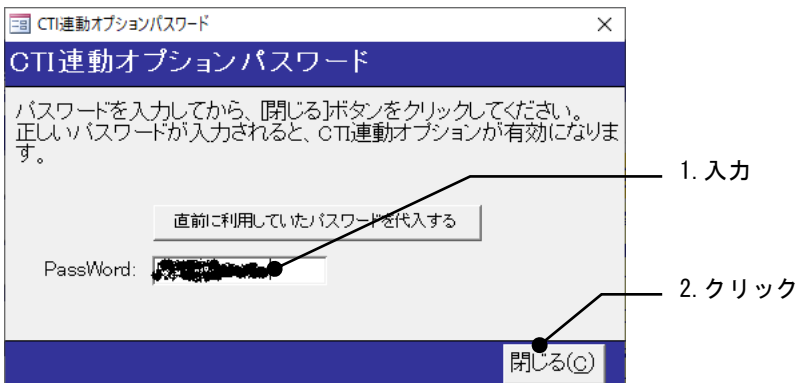 CTI連動オプションパスワード
CTI連動オプションパスワード
パスワードを入力してから、[閉じる]ボタンをクリックしてください。
正しいパスワードが入力されると、CTI連動オプションが有効になりま
す。
1.入力
直前に利用していたパスワードを代入する
PassWord:
2.クリック
閉じる(C)